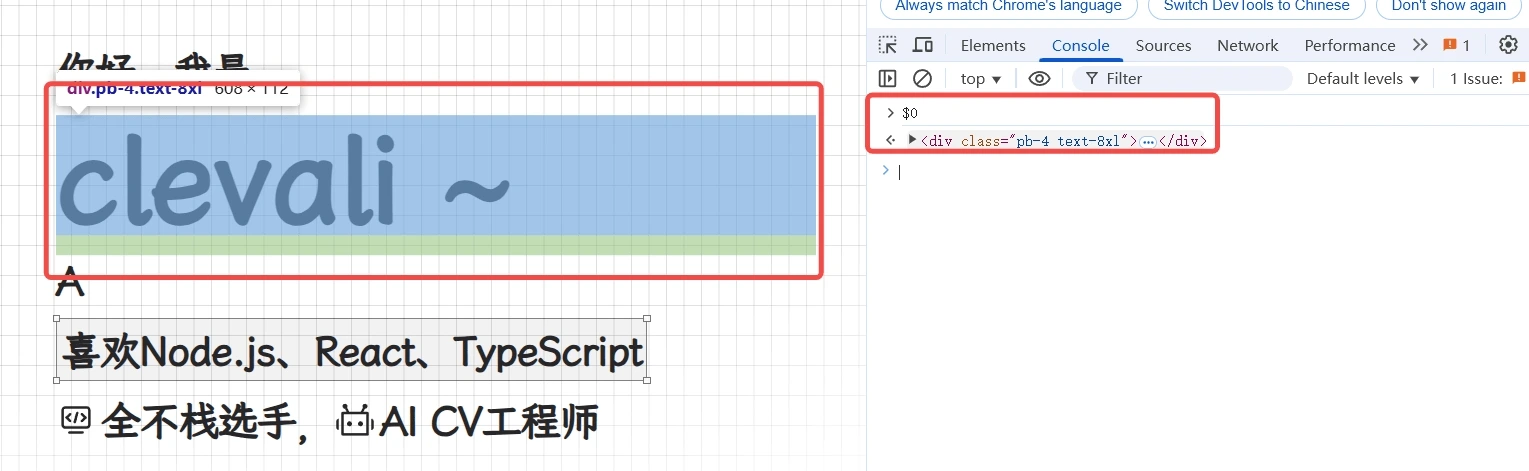 你好，我是
div.pb-4.text-8xl 608 × 112
clevali ~
A
喜欢Node.js、React、TypeScript
全不栈选手，AI CV工程师
Always match Chrome's language Switch DevTools to Chinese Don't show again
Elements Console Sources Network Performance 1
top Filter Default levels 1 Issue:
$0
<div class="pb-4 text-8xl">…</div>